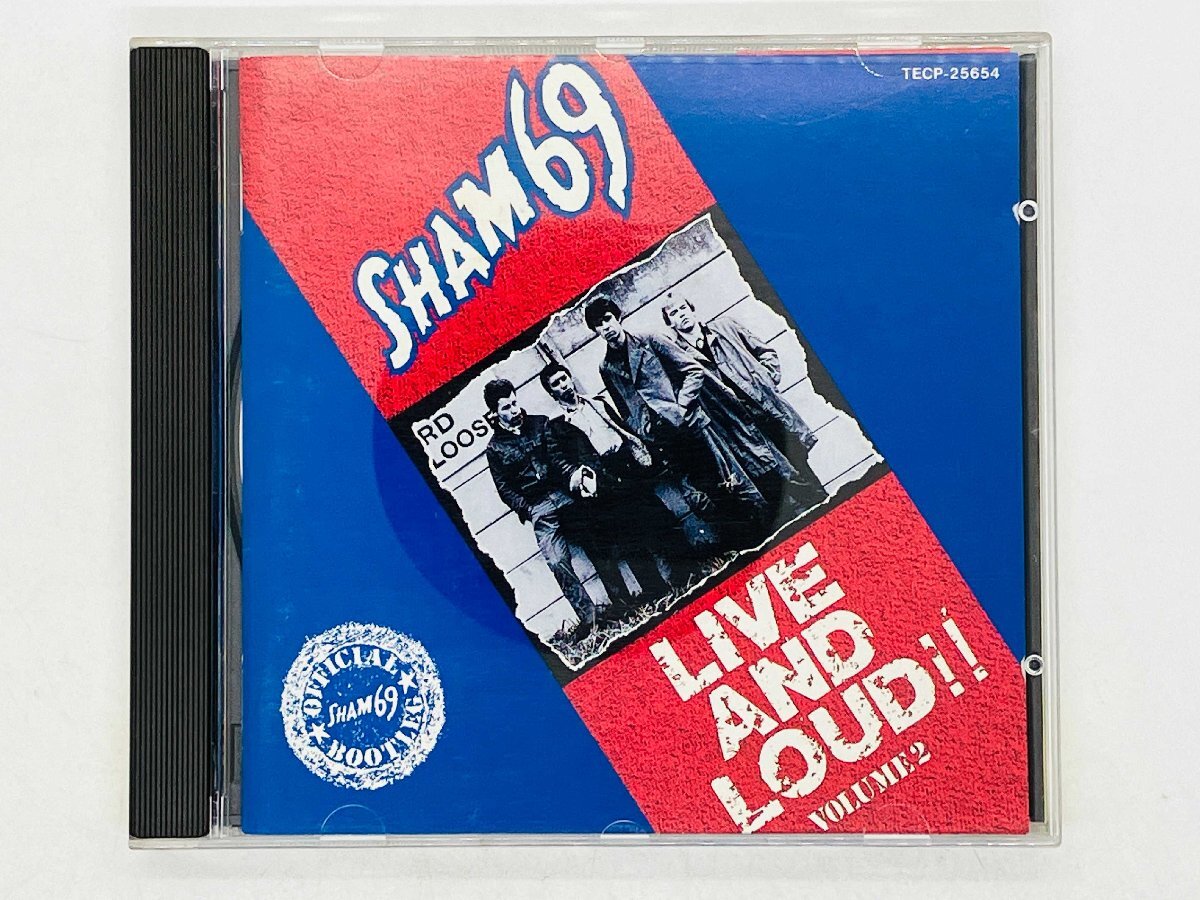 TECP-25654
SHAM 69
RD
LOOSE
LIVE
AND
LOUD!!
VOLUME 2
OFFICIAL
SHAM 69
BOOTLEG